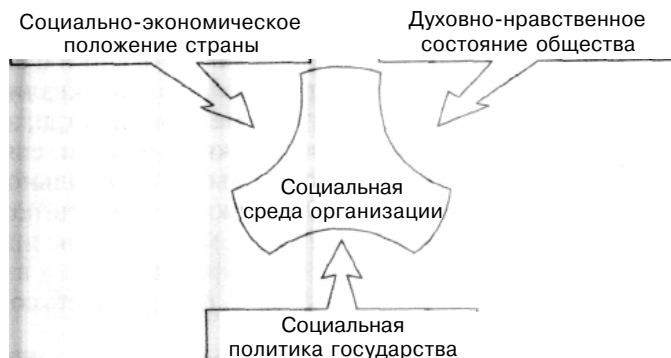 Социально-экономическое
положение страны
Духовно-нравственное
состояние общества
Социальная
среда организации
Социальная
политика государства